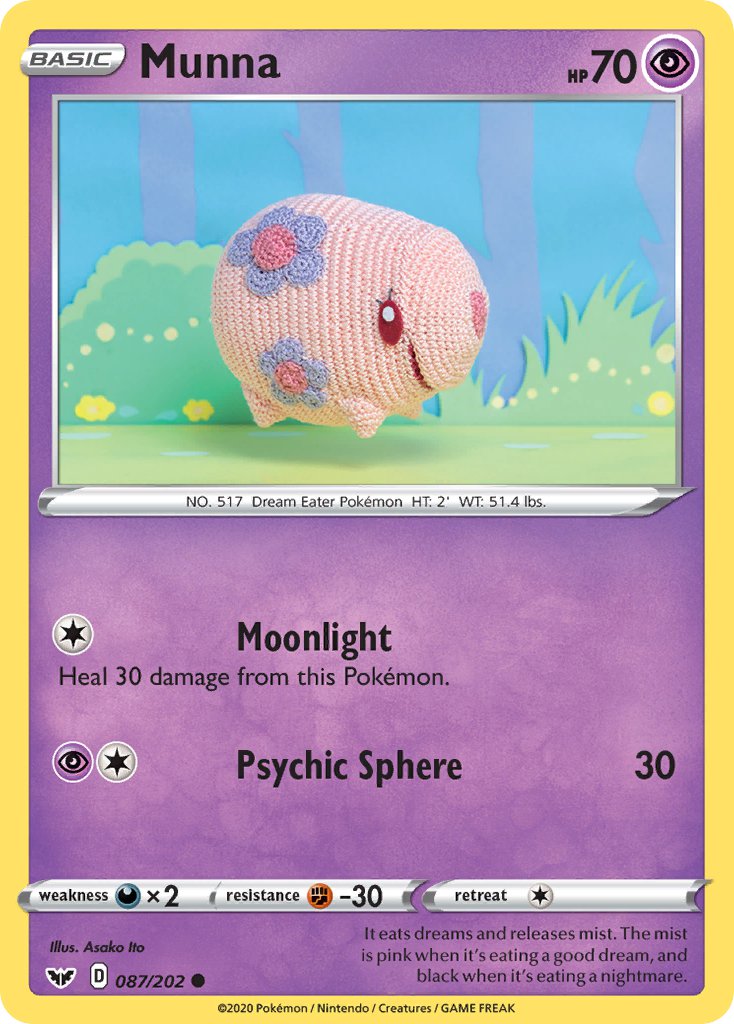 BASIC Munna HP 70
NO. 517 Dream Eater Pokémon HT: 2' WT: 51.4 lbs.
Moonlight
Heal 30 damage from this Pokémon.
Psychic Sphere 30
weakness ×2 resistance -30 retreat
Illus. Asako Ito
It eats dreams and releases mist. The mist
is pink when it's eating a good dream, and
black when it's eating a nightmare.
D 087/202
©2020 Pokémon / Nintendo / Creatures / GAME FREAK